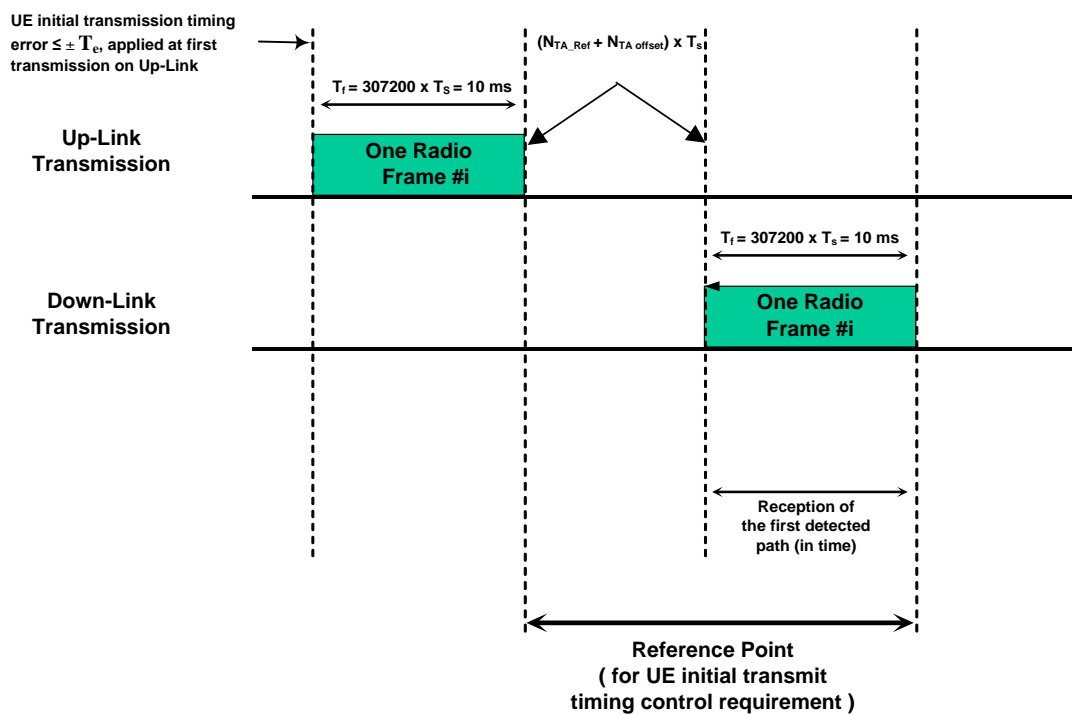 UE initial transmission timing
error ≤ ± Te, applied at first
transmission on Up-Link
(NTA_Ref + NTA offset) x Ts
Tf = 307200 x TS = 10 ms
Up-Link
Transmission
One Radio
Frame #i
Tf = 307200 x Ts = 10 ms
Down-Link
Transmission
One Radio
Frame #i
Reception of
the first detected
path (in time)
Reference Point
( for UE initial transmit
timing control requirement )